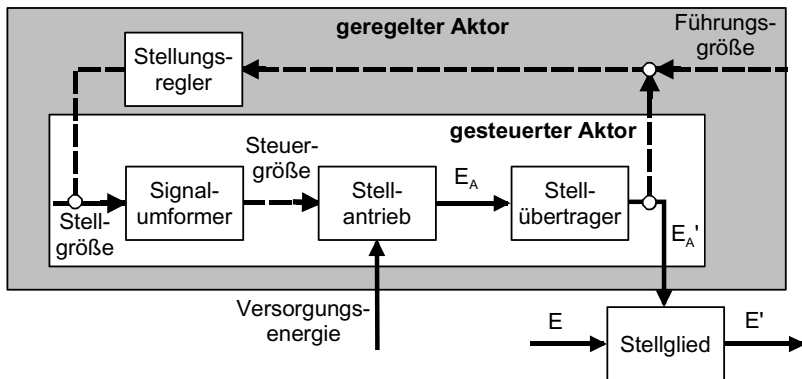 geregelter Aktor
Führungs-
größe
Stellungs-
regler
gesteuerter Aktor
Steuer-
größe
Signal-
umformer
Stell-
antrieb
E_A
Stell-
übertrager
Stell-
größe
E_A'
Versorgungs-
energie
E
Stellglied
E'